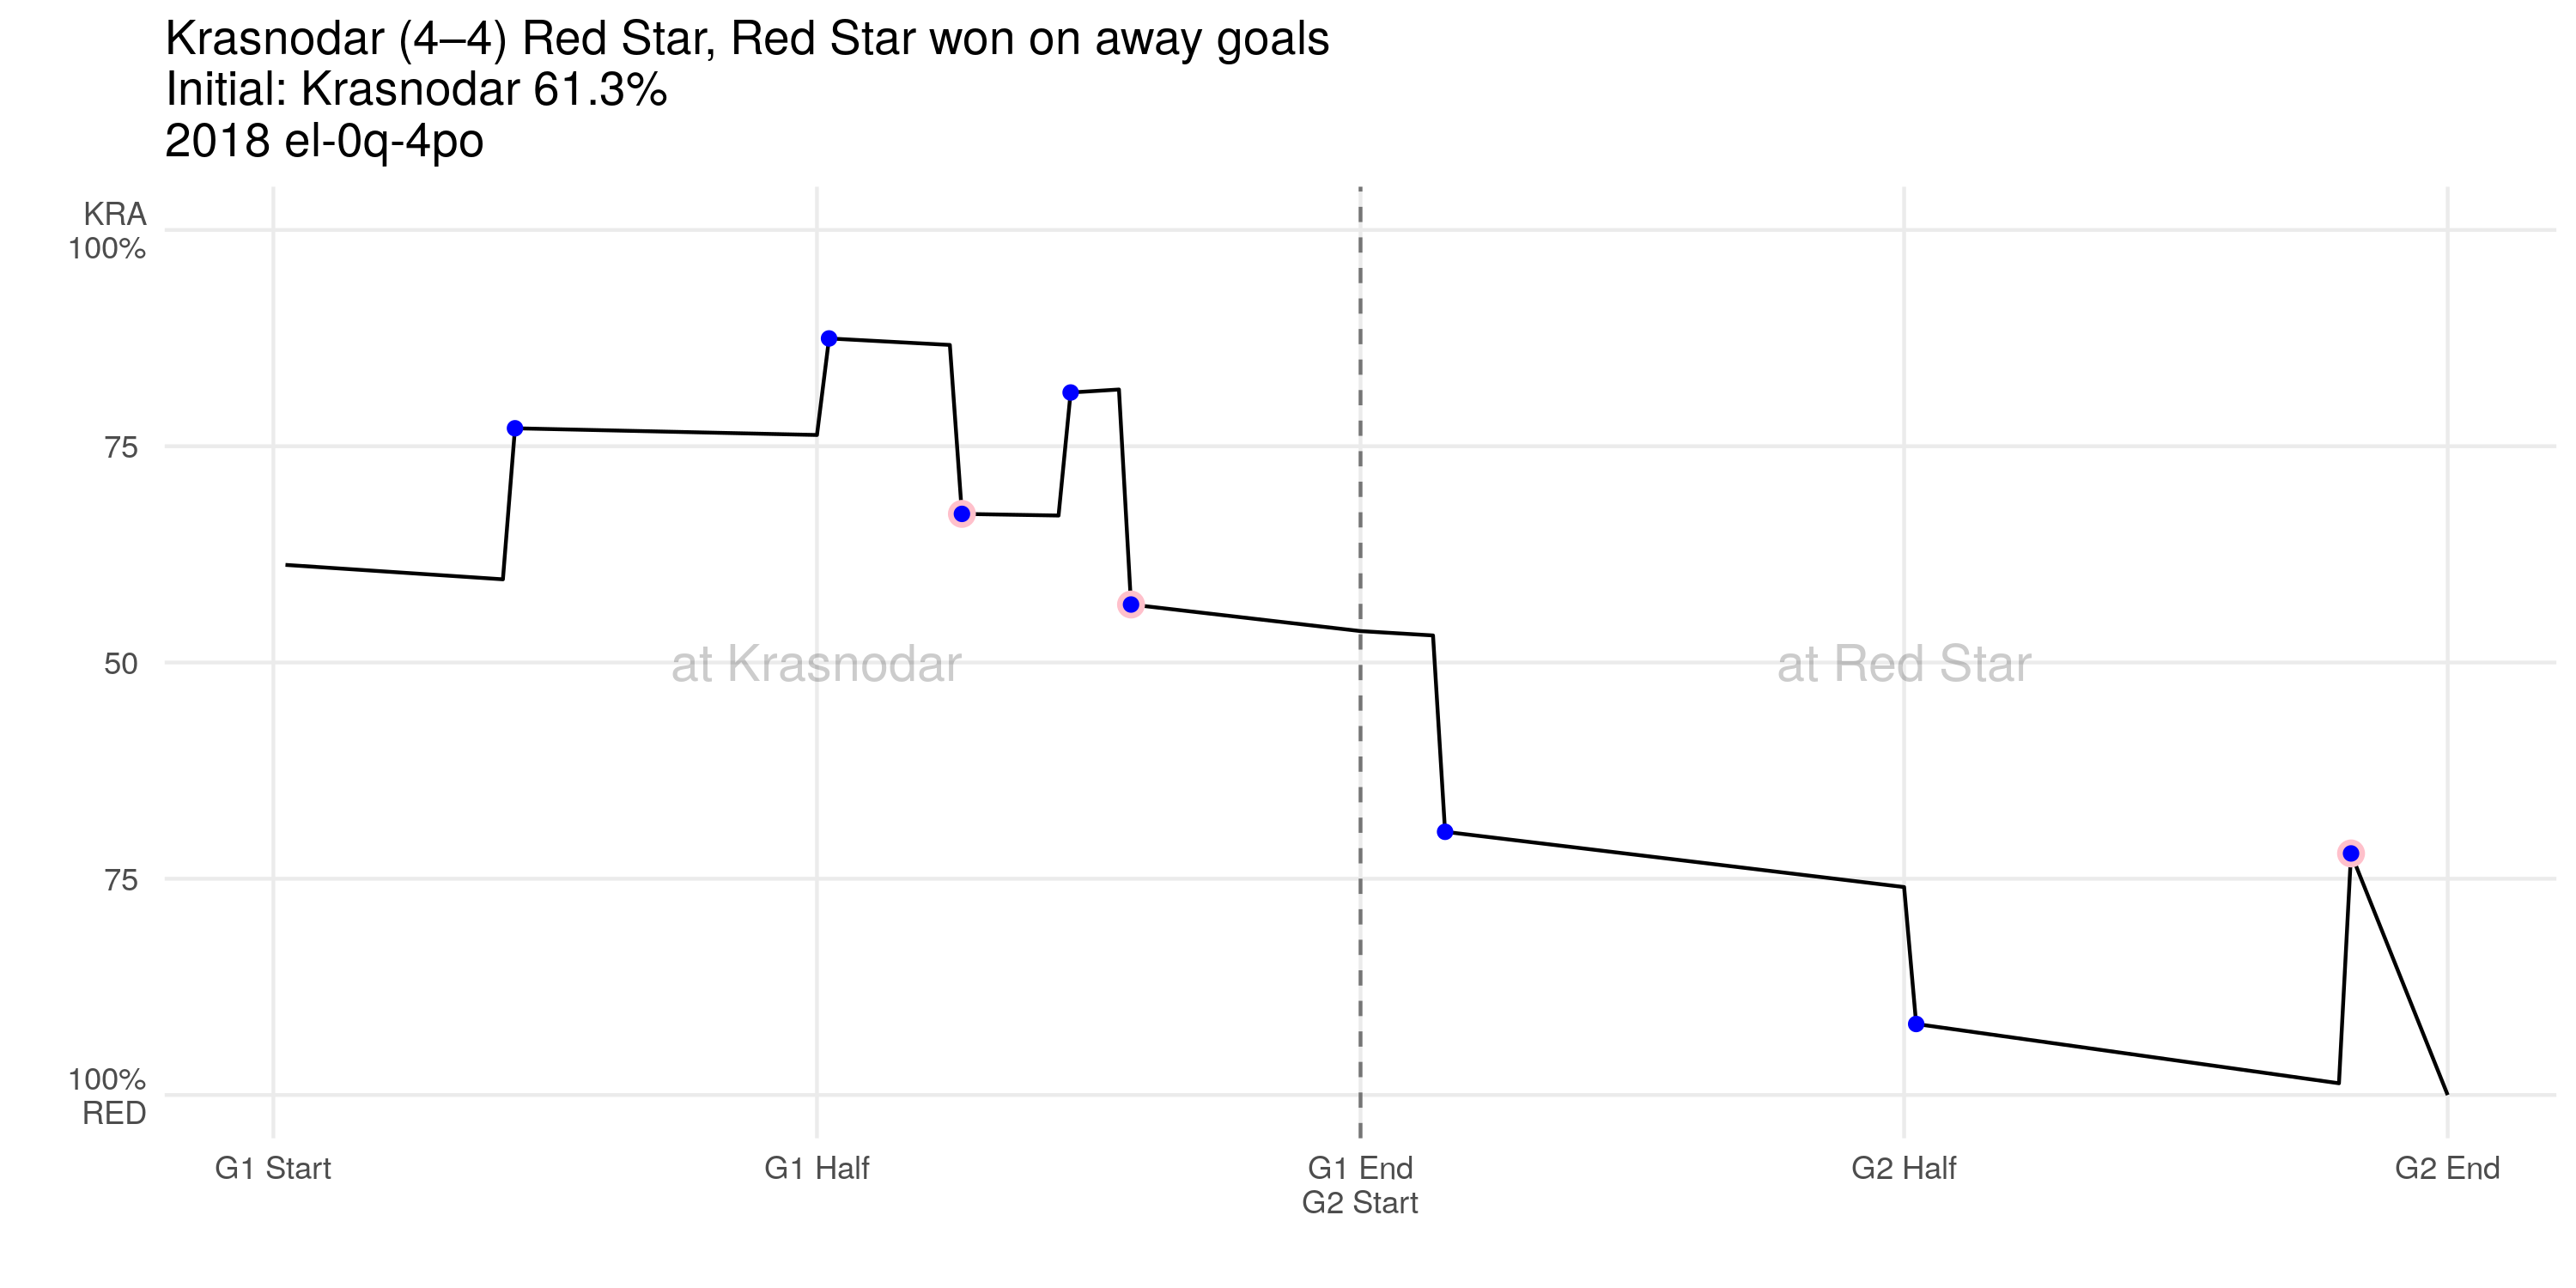 Krasnodar (4–4) Red Star, Red Star won on away goals
Initial: Krasnodar 61.3%
2018 el-0q-4po
KRA
100%
75
50
75
100%
RED
at Krasnodar
at Red Star
G1 Start
G1 Half
G1 End
G2 Start
G2 Half
G2 End